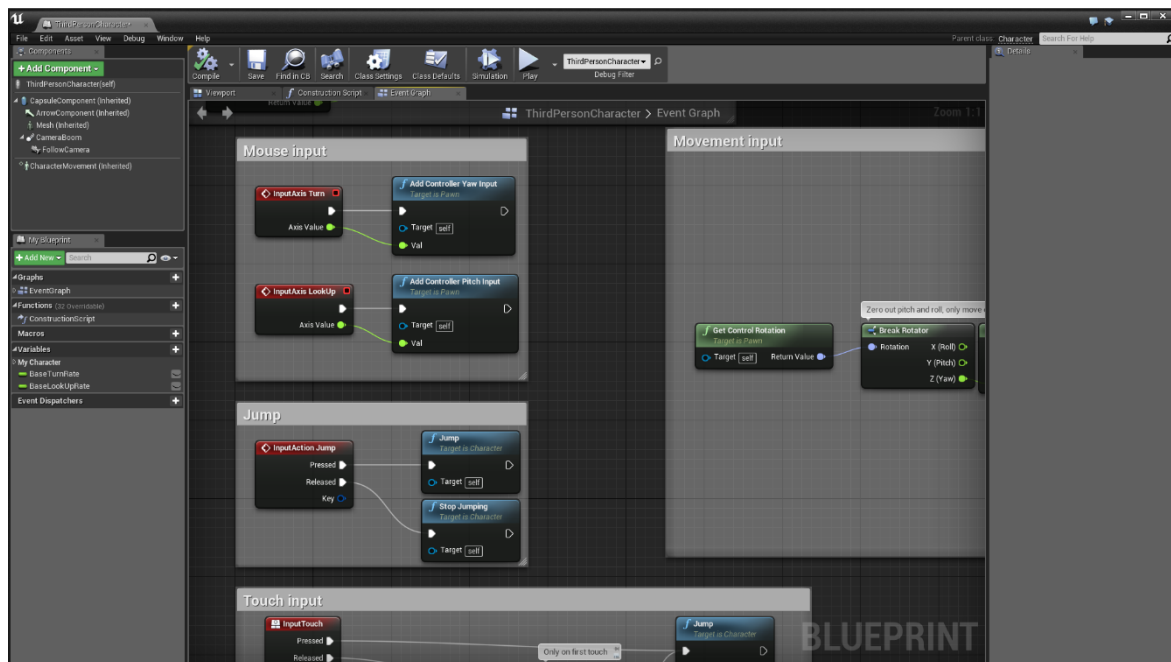 ThirdPersonCharacter
File Edit Asset View Debug Window Help
Parent class: Character Search For Help
Components
+Add Component
ThirdPersonCharacter(self)
CapsuleComponent (Inherited)
ArrowComponent (Inherited)
Mesh (Inherited)
CameraBoom
FollowCamera
CharacterMovement (Inherited)
My Blueprint
+Add New Search
Graphs
EventGraph
Functions (32 Overridable)
ConstructionScript
Macros
Variables
My Character
BaseTurnRate
BaseLookUpRate
Event Dispatchers
Compile Save Find in CB Search Class Settings Class Defaults Simulation Play
ThirdPersonCharacter
Debug Filter
Viewport Construction Script Event Graph
Return Value
ThirdPersonCharacter > Event Graph
Zoom 1:1
Mouse input
InputAxis Turn
Axis Value
Add Controller Yaw Input
Target is Pawn
Target self
Val
InputAxis LookUp
Axis Value
Add Controller Pitch Input
Target is Pawn
Target self
Val
Jump
InputAction Jump
Pressed
Released
Key
Jump
Target is Character
Target self
Stop Jumping
Target is Character
Target self
Touch input
InputTouch
Pressed
Released
Only on first touch
Jump
Target is Character
Movement input
Get Control Rotation
Target is Pawn
Target self Return Value
Zero out pitch and roll, only move
Break Rotator
Rotation X (Roll)
Y (Pitch)
Z (Yaw)
BLUEPRINT
Details